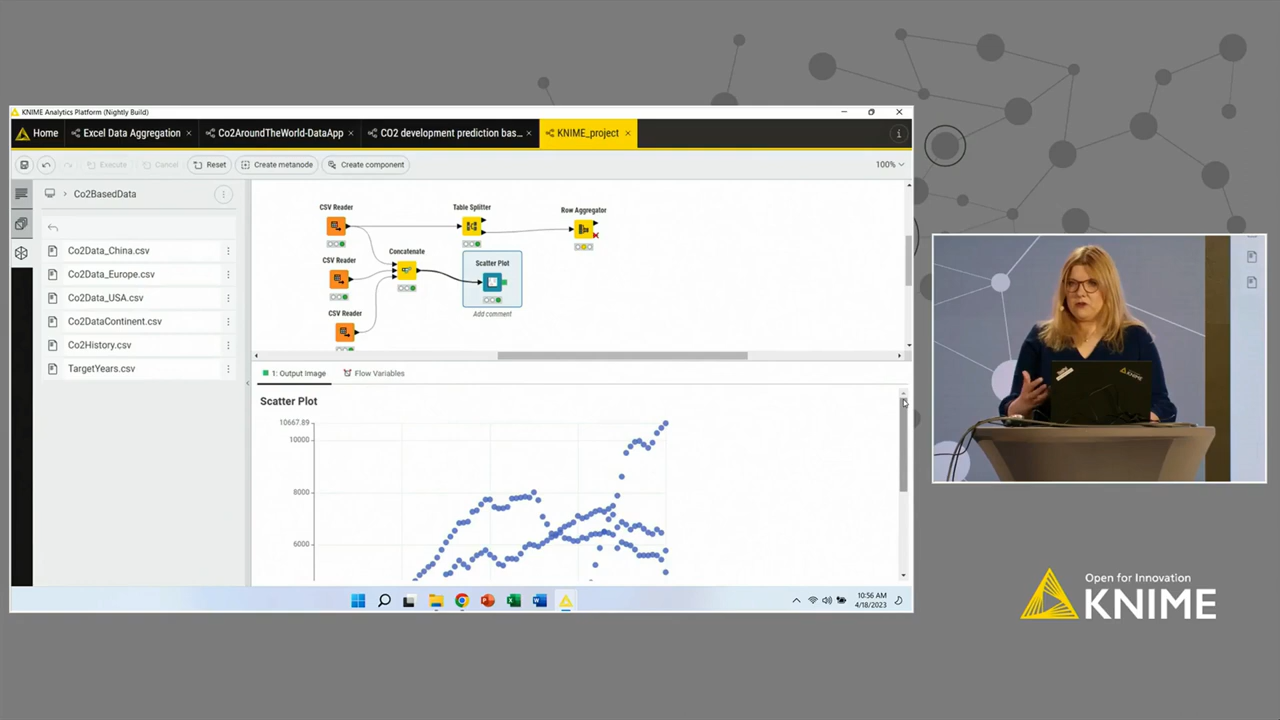 KNIME Analytics Platform (Nightly Build)
Home
Excel Data Aggregation
Co2AroundTheWorld-DataApp
CO2 development prediction bas...
KNIME_project
Execute
Cancel
Reset
Create metanode
Create component
100%
Co2BasedData
Co2Data_China.csv
Co2Data_Europe.csv
Co2Data_USA.csv
Co2DataContinent.csv
Co2History.csv
TargetYears.csv
CSV Reader
Table Splitter
Row Aggregator
CSV Reader
Concatenate
Scatter Plot
CSV Reader
Add comment
1: Output Image
Flow Variables
Scatter Plot
10667.89
10000
8000
6000
10:56 AM
4/18/2023
KNIME
Open for Innovation
KNIME